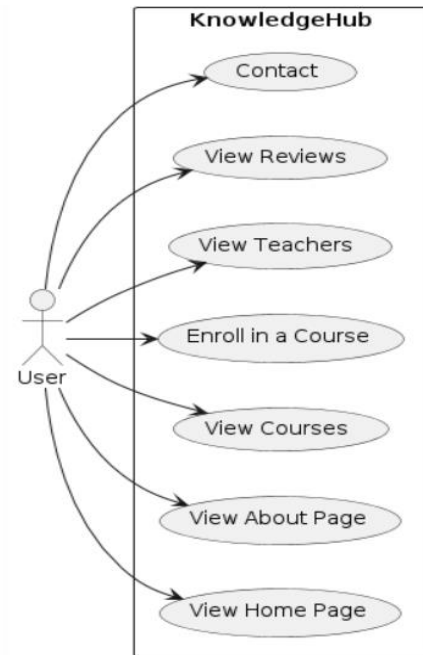 KnowledgeHub
Contact
View Reviews
View Teachers
Enroll in a Course
User
View Courses
View About Page
View Home Page